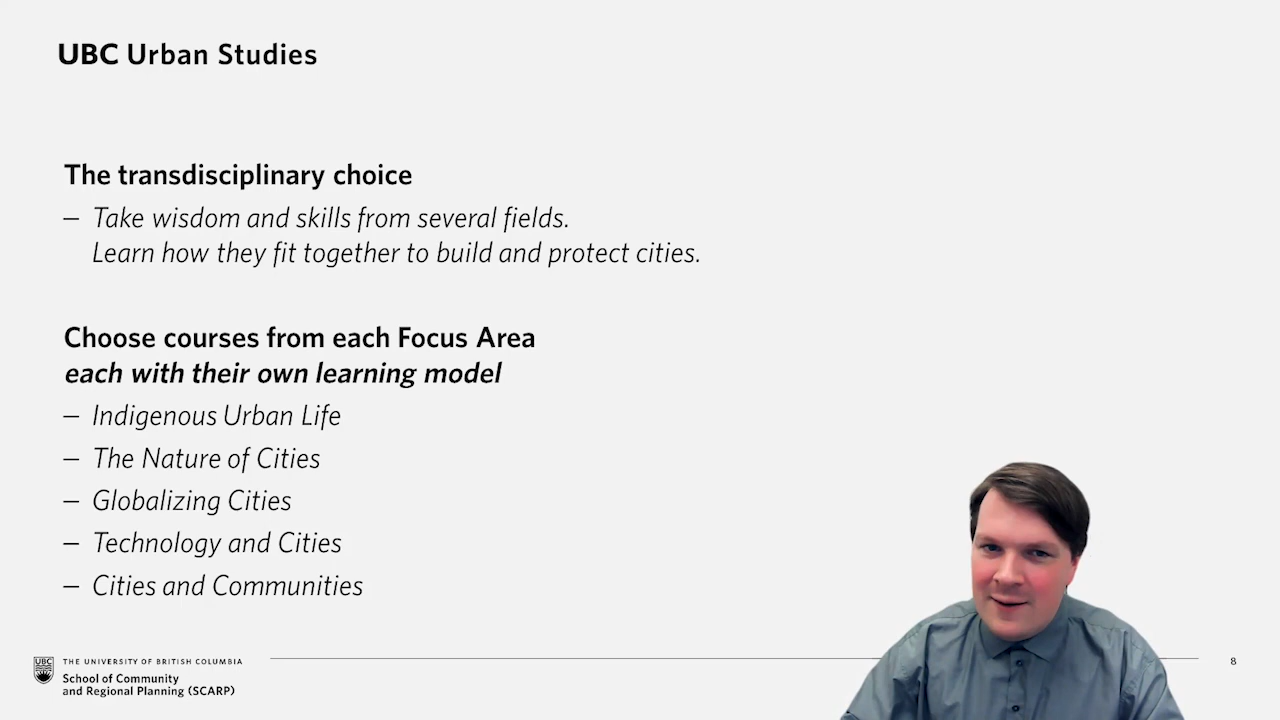 UBC Urban Studies
The transdisciplinary choice
– Take wisdom and skills from several fields.
Learn how they fit together to build and protect cities.
Choose courses from each Focus Area
each with their own learning model
– Indigenous Urban Life
– The Nature of Cities
– Globalizing Cities
– Technology and Cities
– Cities and Communities
UBC
THE UNIVERSITY OF BRITISH COLUMBIA
School of Community
and Regional Planning (SCARP)
8